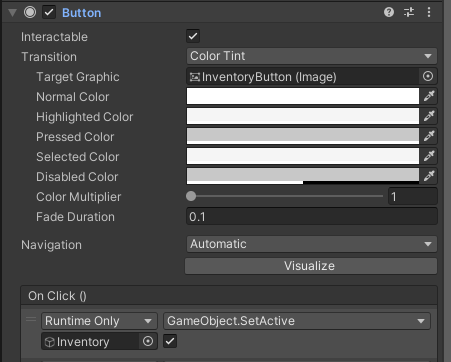 Button
Interactable
Transition Color Tint
Target Graphic InventoryButton (Image)
Normal Color
Highlighted Color
Pressed Color
Selected Color
Disabled Color
Color Multiplier 1
Fade Duration 0.1
Navigation Automatic
Visualize
On Click ()
Runtime Only GameObject.SetActive
Inventory